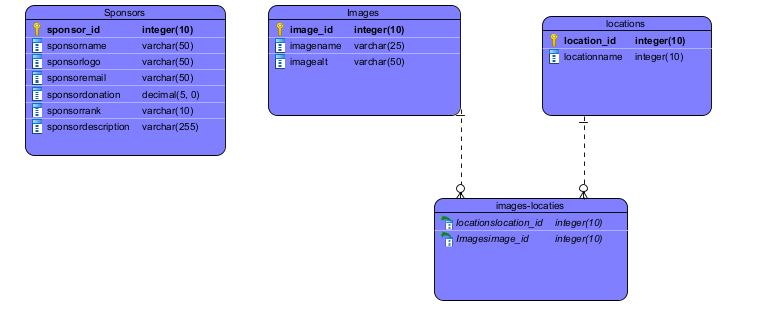 Sponsors
sponsor_id integer(10)
sponsorname varchar(50)
sponsorlogo varchar(50)
sponsoremail varchar(50)
sponsordonation decimal(5, 0)
sponsorrank varchar(10)
sponsordescription varchar(255)
Images
image_id integer(10)
imagename varchar(25)
imagealt varchar(50)
locations
location_id integer(10)
locationname integer(10)
images-locaties
locationslocation_id integer(10)
Imagesimage_id integer(10)